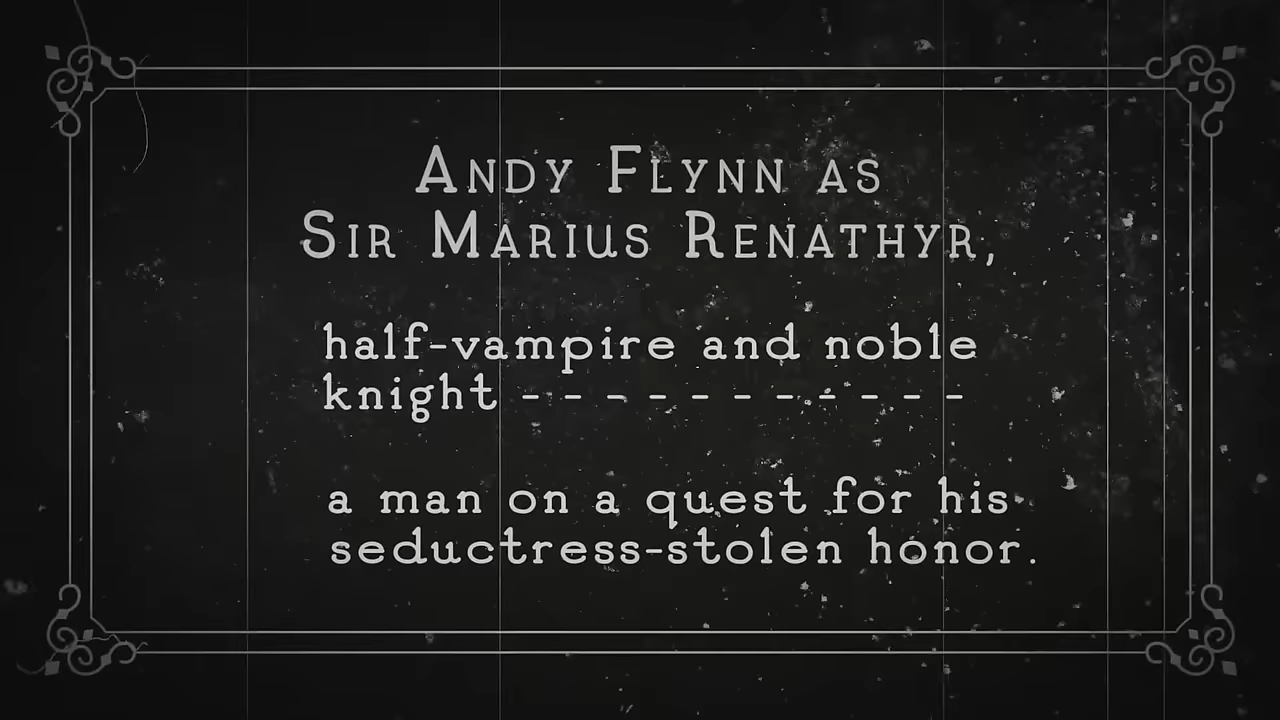 Andy Flynn as
Sir Marius Renathyr,
half-vampire and noble
knight - - - - - - - - - - -
a man on a quest for his
seductress-stolen honor.